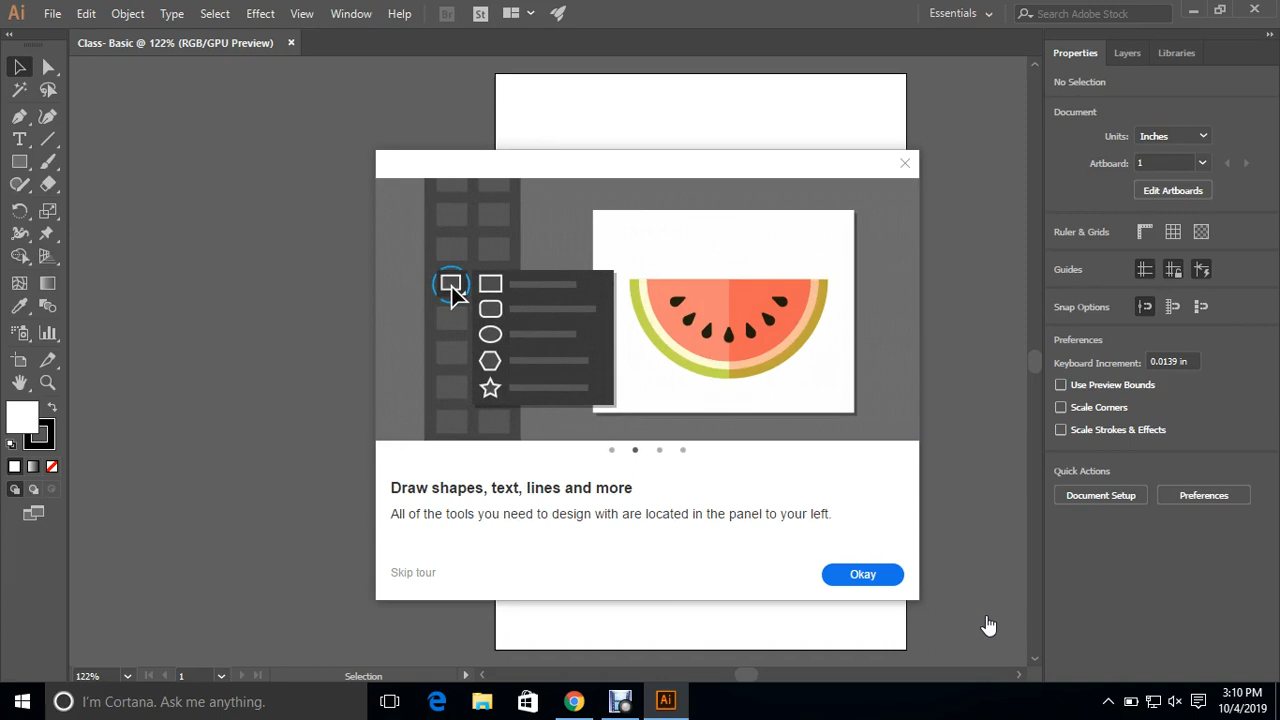 Ai File Edit Object Type Select Effect View Window Help Br St Essentials Search Adobe Stock
Class- Basic @ 122% (RGB/GPU Preview)
Properties Layers Libraries
No Selection
Document
Units: Inches
Artboard: 1
Edit Artboards
Ruler & Grids
Guides
Snap Options
Preferences
Keyboard Increment: 0.0139 in
Use Preview Bounds
Scale Corners
Scale Strokes & Effects
Quick Actions
Document Setup Preferences
T
Draw shapes, text, lines and more
All of the tools you need to design with are located in the panel to your left.
Skip tour Okay
122% 1 Selection
I'm Cortana. Ask me anything.
Ai
3:10 PM
10/4/2019